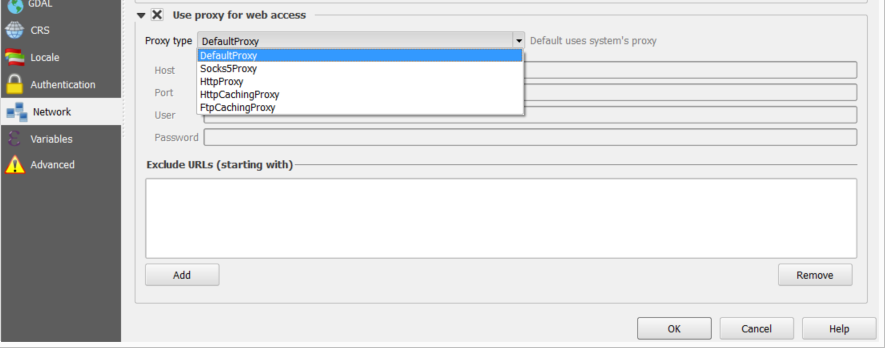 GDAL
CRS
Locale
Authentication
Network
Variables
Advanced
Use proxy for web access
Proxy type DefaultProxy Default uses system's proxy
DefaultProxy
Socks5Proxy
HttpProxy
HttpCachingProxy
FtpCachingProxy
Host
Port
User
Password
Exclude URLs (starting with)
Add Remove
OK Cancel Help